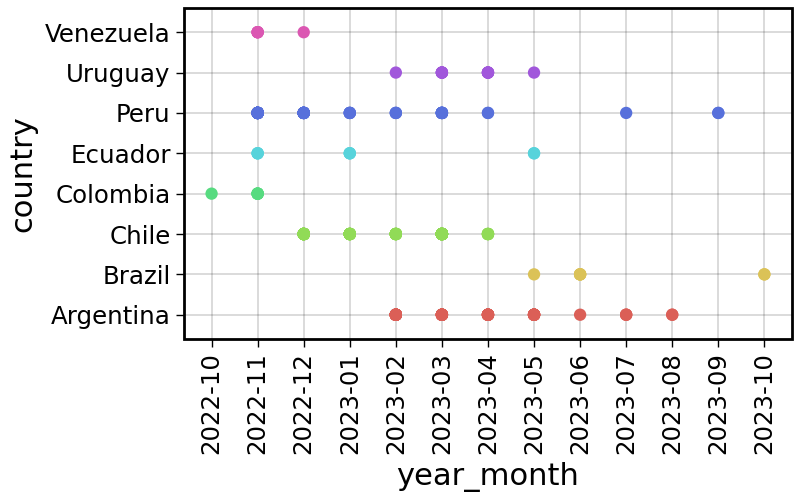 Venezuela
Uruguay
Peru
Ecuador
Colombia
Chile
Brazil
Argentina
country
2022-10
2022-11
2022-12
2023-01
2023-02
2023-03
2023-04
2023-05
2023-06
2023-07
2023-08
2023-09
2023-10
year_month